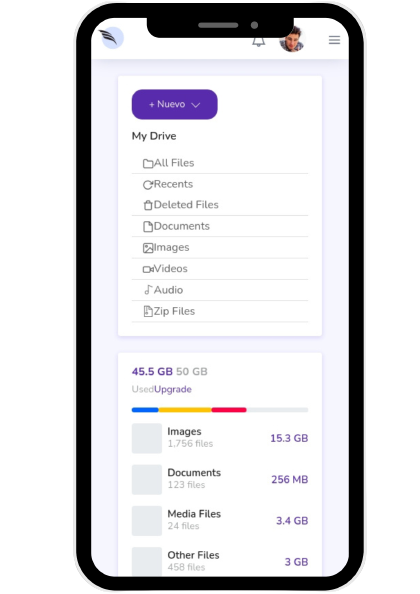 + Nuevo
My Drive
All Files
Recents
Deleted Files
Documents
Images
Videos
Audio
Zip Files
45.5 GB 50 GB
UsedUpgrade
Images
1,756 files
15.3 GB
Documents
123 files
256 MB
Media Files
24 files
3.4 GB
Other Files
458 files
3 GB